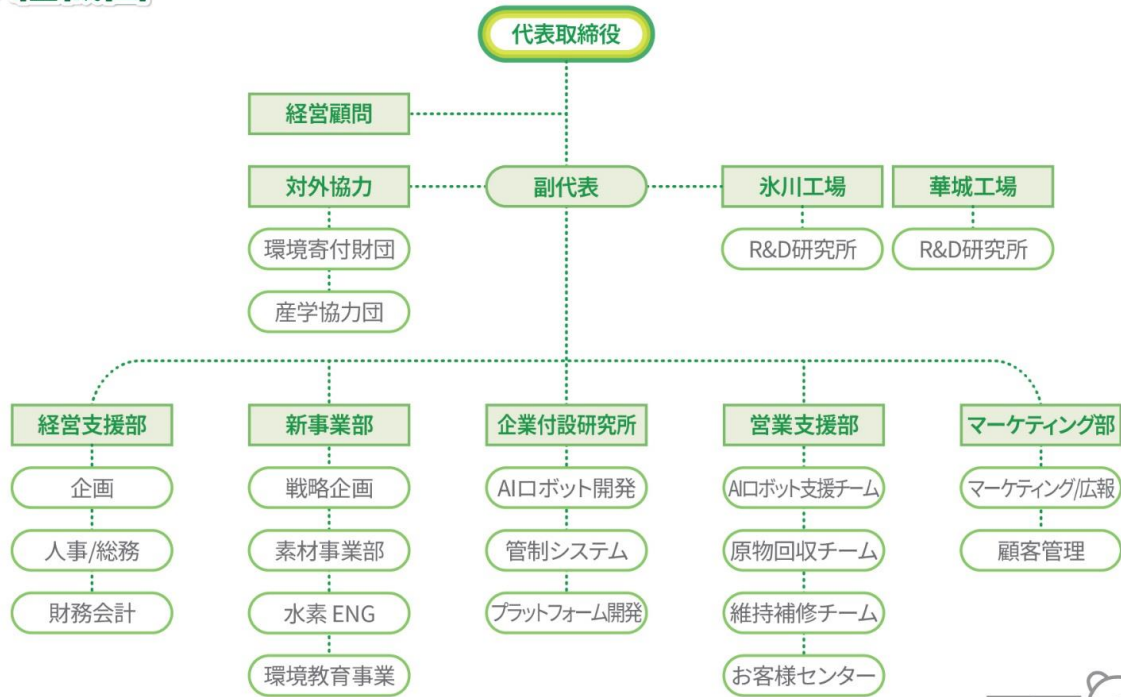 代表取締役
経営顧問
対外協力
副代表
氷川工場
華城工場
環境寄付財団
R&D研究所
R&D研究所
産学協力団
経営支援部
新事業部
企業付設研究所
営業支援部
マーケティング部
企画
戦略企画
AIロボット開発
AIロボット支援チーム
マーケティング/広報
人事/総務
素材事業部
管制システム
原物回収チーム
顧客管理
財務会計
水素 ENG
プラットフォーム開発
維持補修チーム
環境教育事業
お客様センター